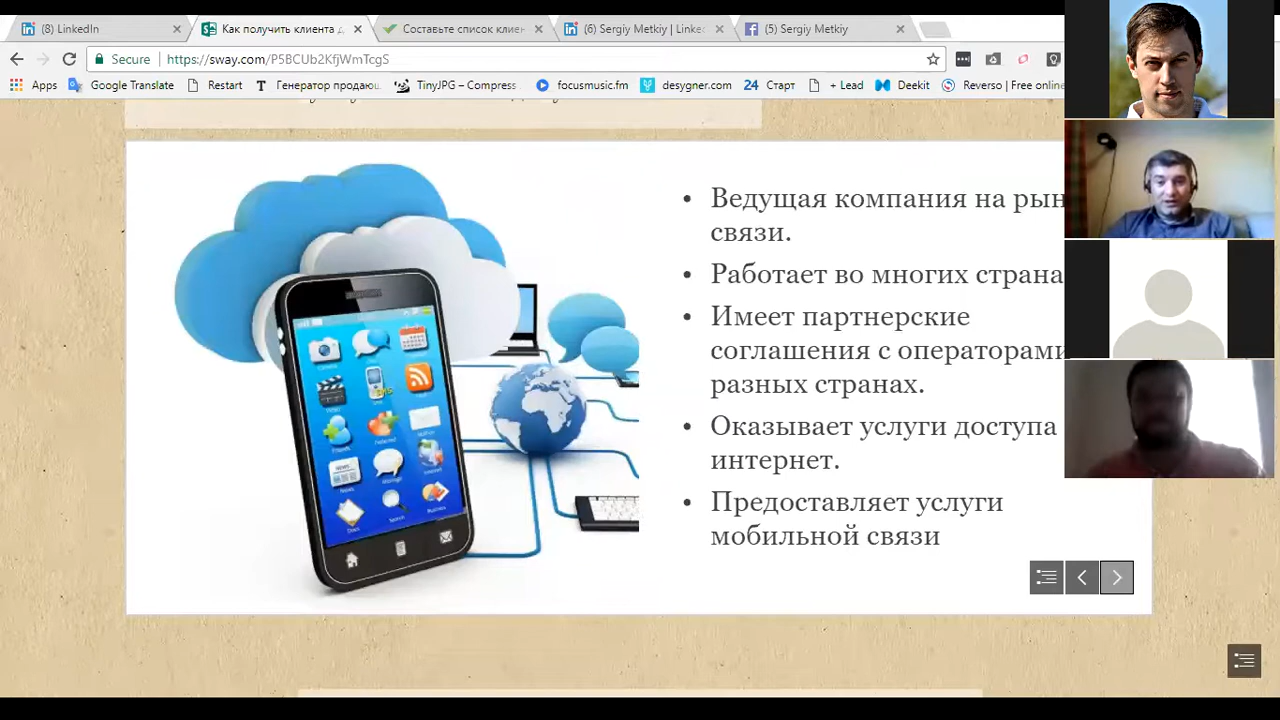 (8) LinkedIn
Как получить клиента д
Составьте список клиен
(6) Sergiy Metkiy | Linke
(5) Sergiy Metkiy
Secure
https://sway.com/P5BCUb2KfjWnTcgS
Apps
Google Translate
Restart
Генератор продаю
TinyJPG – Compress
focusmusic.fm
desygner.com
24 Старт
+ Lead
Deekit
Reverso | Free online
• Ведущая компания на рын
связи.
• Работает во многих страна
• Имеет партнерские
соглашения с операторами
разных странах.
• Оказывает услуги доступа
интернет.
• Предоставляет услуги
мобильной связи